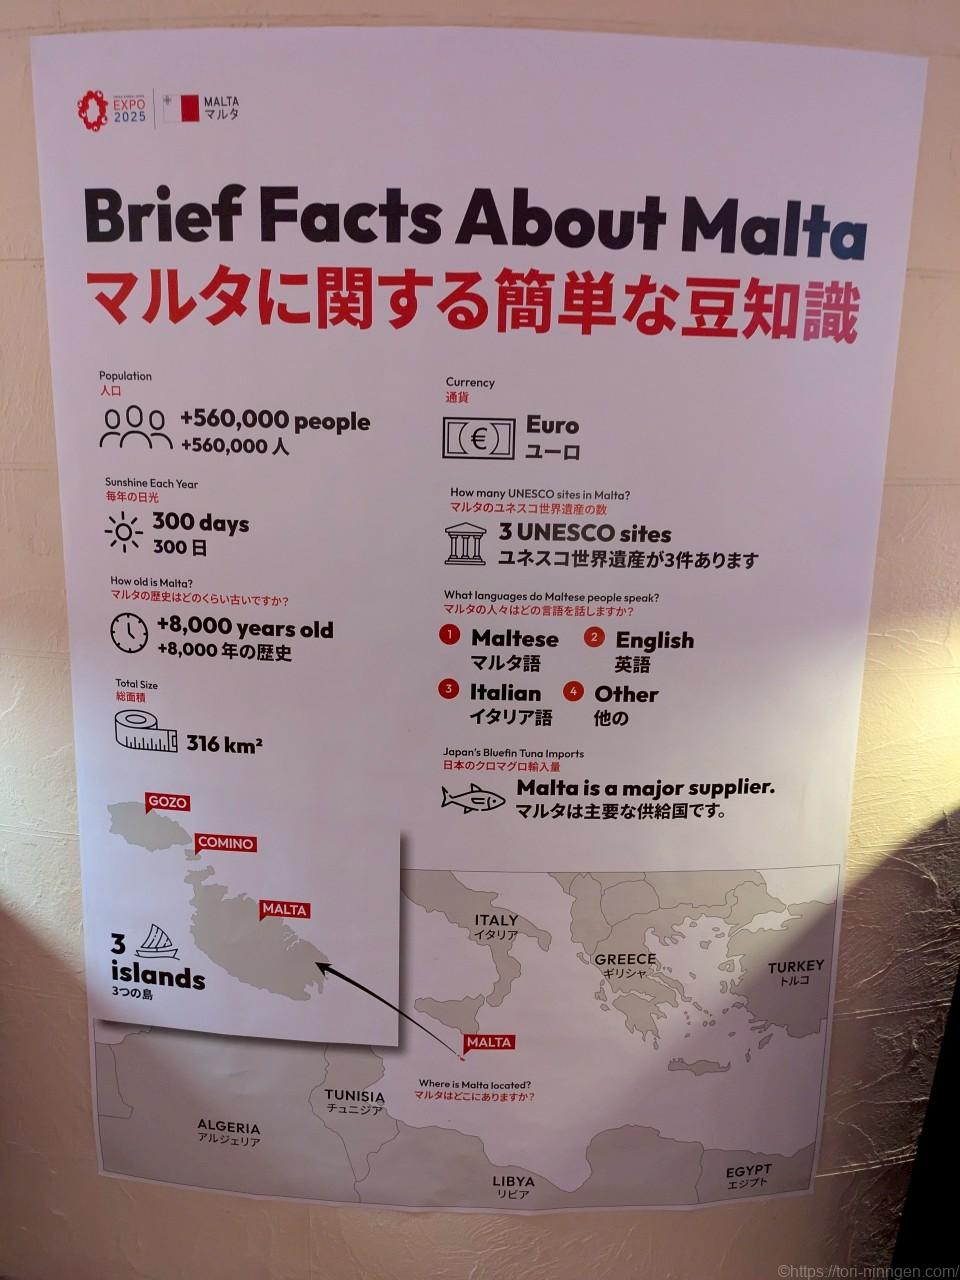 EXPO
2025
MALTA
マルタ
Brief Facts About Malta
マルタに関する簡単な豆知識
Population
人口
+560,000 people
+560,000 人
Sunshine Each Year
毎年の日光
300 days
300 日
How old is Malta?
マルタの歴史はどのくらい古いですか?
+8,000 years old
+8,000 年の歴史
Total Size
総面積
316 km²
Currency
通貨
Euro
ユーロ
How many UNESCO sites in Malta?
マルタのユネスコ世界遺産の数
3 UNESCO sites
ユネスコ世界遺産が3件あります
What languages do Maltese people speak?
マルタの人々はどの言語を話しますか?
1 Maltese 2 English
マルタ語 英語
3 Italian 4 Other
イタリア語 他の
Japan's Bluefin Tuna Imports
日本のクロマグロ輸入量
Malta is a major supplier.
マルタは主要な供給国です。
GOZO
COMINO
MALTA
3
islands
3つの島
ITALY
イタリア
GREECE
ギリシャ
TURKEY
トルコ
MALTA
Where is Malta located?
マルタはどこにありますか?
TUNISIA
チュニジア
ALGERIA
アルジェリア
LIBYA
リビア
EGYPT
エジプト
©https://tori-ninngen.com/